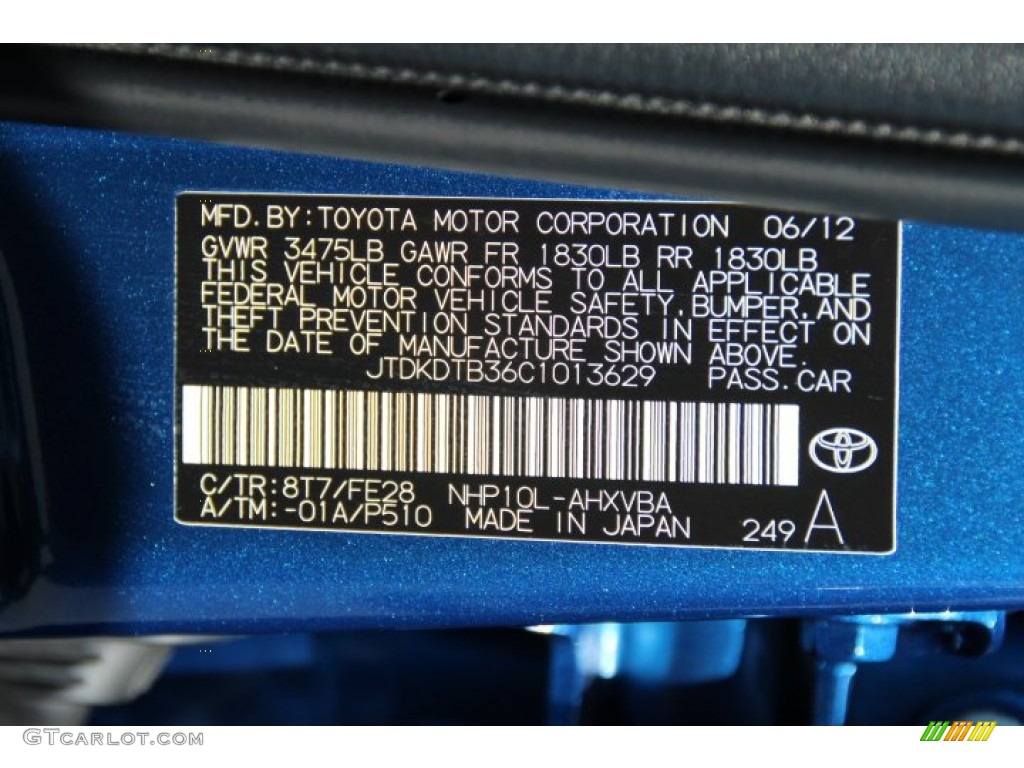 MFD.BY:TOYOTA MOTOR CORPORATION 06/12
GVWR 3475LB GAWR FR 1830LB RR 1830LB
THIS VEHICLE CONFORMS TO ALL APPLICABLE
FEDERAL MOTOR VEHICLE SAFETY,BUMPER,AND
THEFT PREVENTION STANDARDS IN EFFECT ON
THE DATE OF MANUFACTURE SHOWN ABOVE.
JTDKDTB36C1013629 PASS.CAR
C/TR:8T7/FE28 NHP10L-AHXVBA
A/TM:-01A/P510 MADE IN JAPAN 249 A
GTCarLot.com